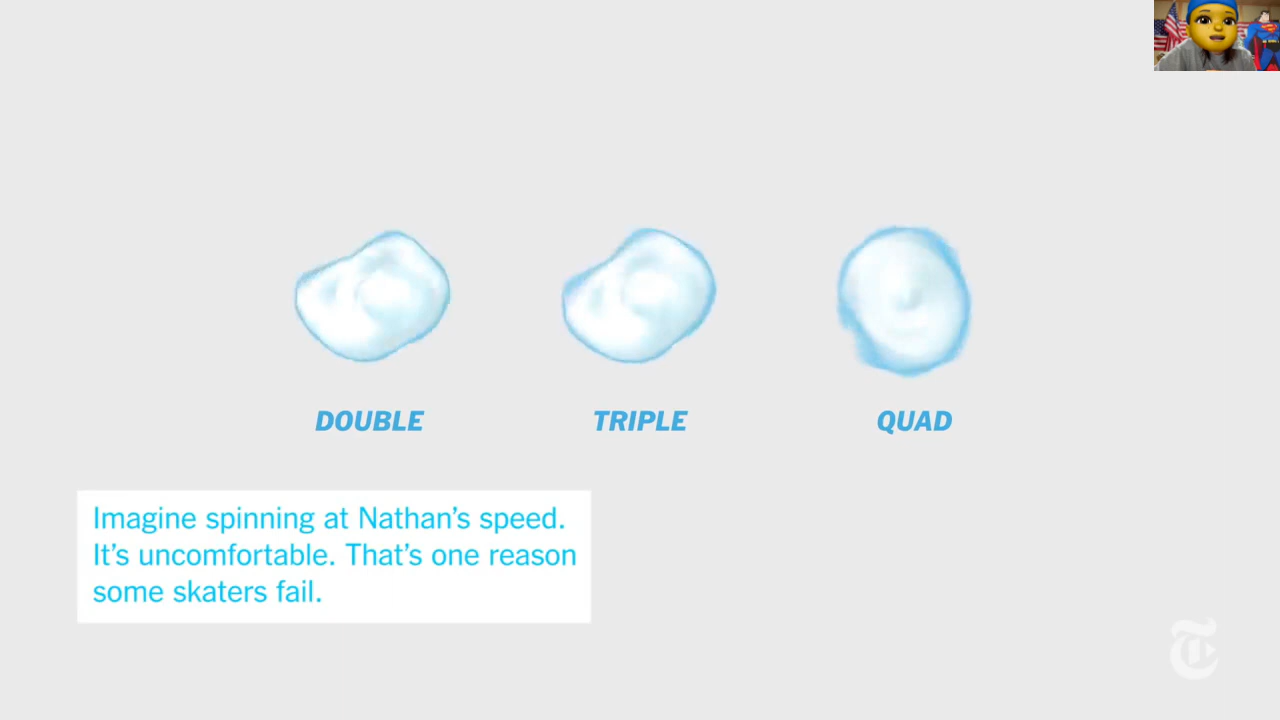 DOUBLE TRIPLE QUAD
Imagine spinning at Nathan’s speed.
It’s uncomfortable. That’s one reason
some skaters fail.
T